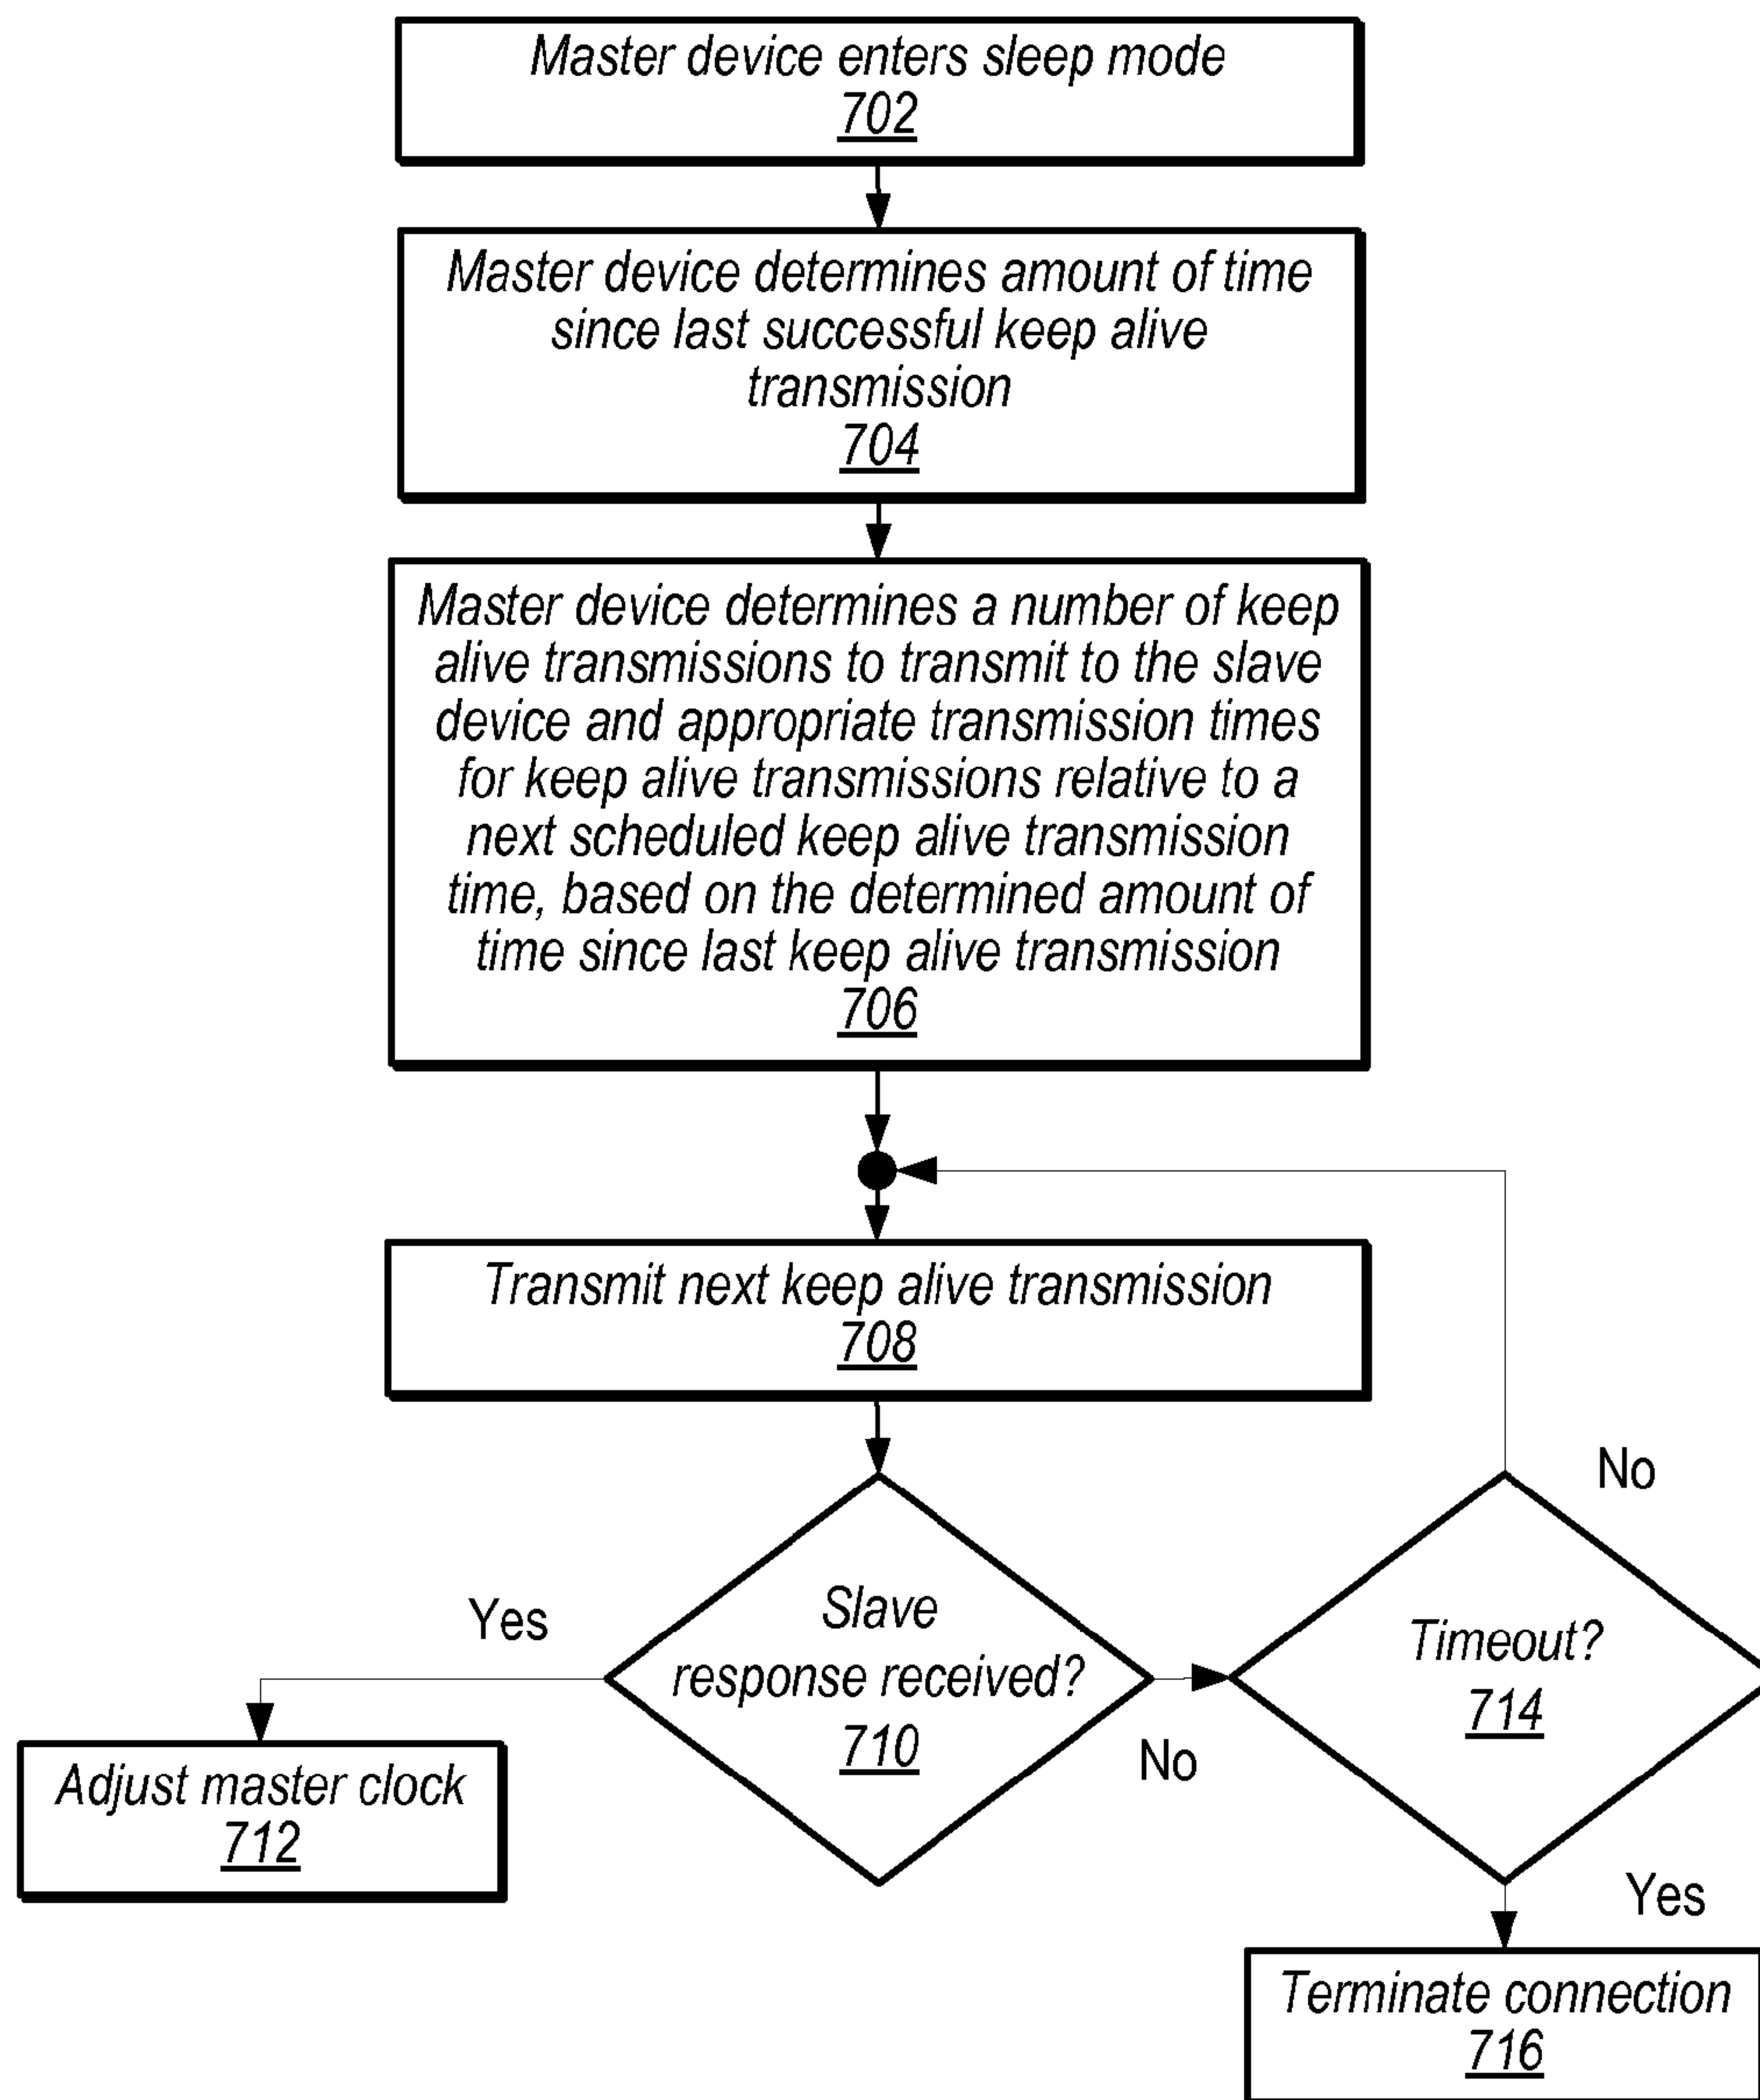 Master device enters sleep mode
702
Master device determines amount of time
since last successful keep alive
transmission
704
Master device determines a number of keep
alive transmissions to transmit to the slave
device and appropriate transmission times
for keep alive transmissions relative to a
next scheduled keep alive transmission
time, based on the determined amount of
time since last keep alive transmission
706
Transmit next keep alive transmission
708
Slave
response received?
710
Yes
No
Adjust master clock
712
Timeout?
714
No
Yes
Terminate connection
716